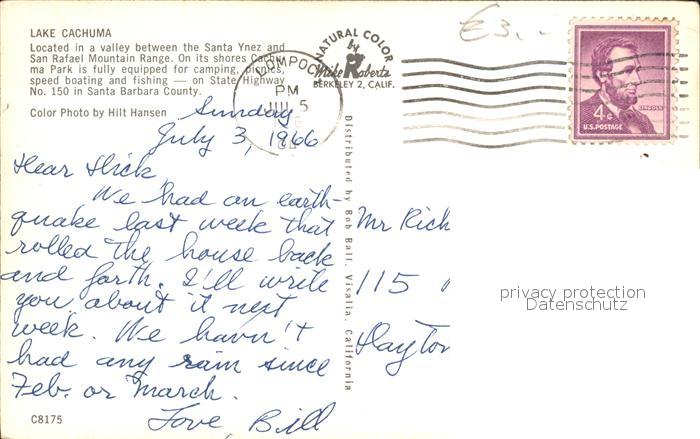 LAKE CACHUMA
Located in a valley between the Santa Ynez and
San Rafael Mountain Range. On its shores
ma Park is fully equipped for camping, picnics,
speed boating and fishing — on State Highway
No. 150 in Santa Barbara County.
Color Photo by Hilt Hansen
NATURAL COLOR
by
Mike Roberts
BERKELEY 2, CALIF.
LOMPOC
PM
JUL 5
LINCOLN
4¢
U.S. POSTAGE
£3.-
Sunday
July 3, 1966
Dear Dick,
We had an earth-
quake last week that
rolled the house back
and forth. I'll write
you about it next
week. We havn't
had any rain since
Feb. or March.
Love, Bill
Distributed by Bob Ball, Visalia, California
Mr Rich
115
Dayton
privacy protection
Datenschutz
C8175